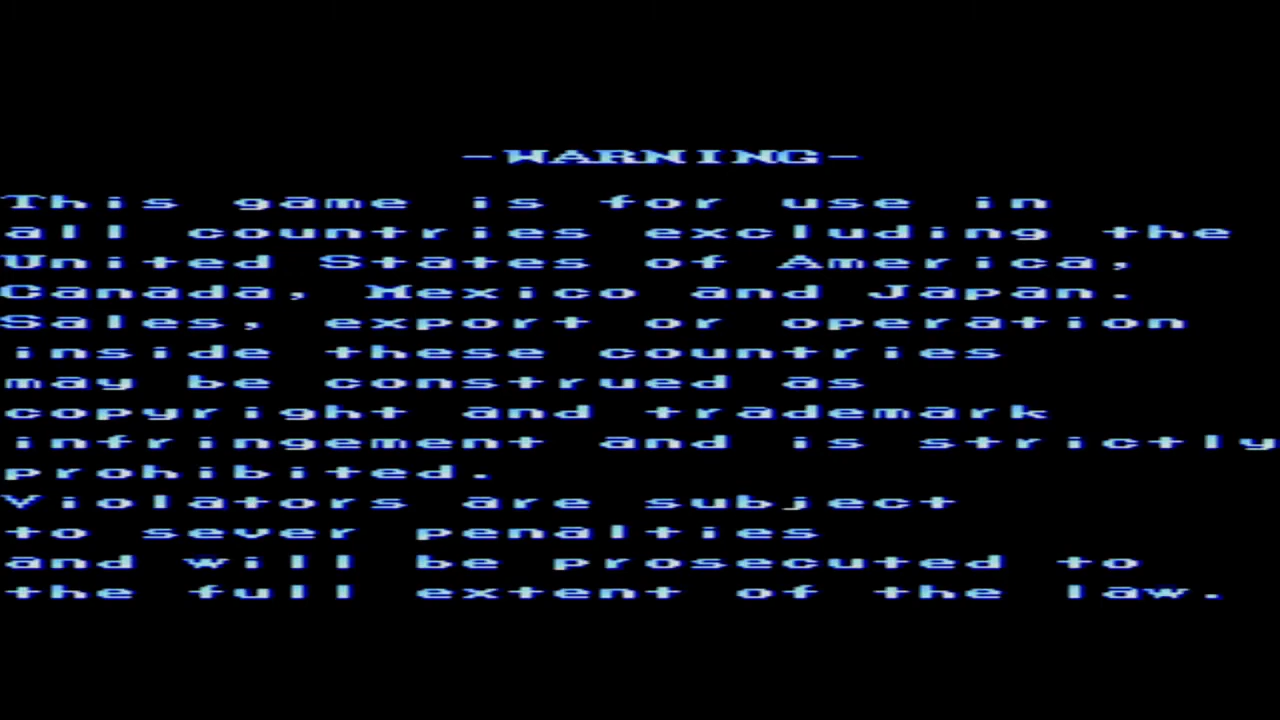 -WARNING-
This game is for use in
all countries excluding the
United States of America,
Canada, Mexico and Japan.
Sales, export or operation
inside these countries
may be construed as
copyright and trademark
infringement and is strictly
prohibited.
Violators are subject
to sever penalties
and will be prosecuted to
the full extent of the law.